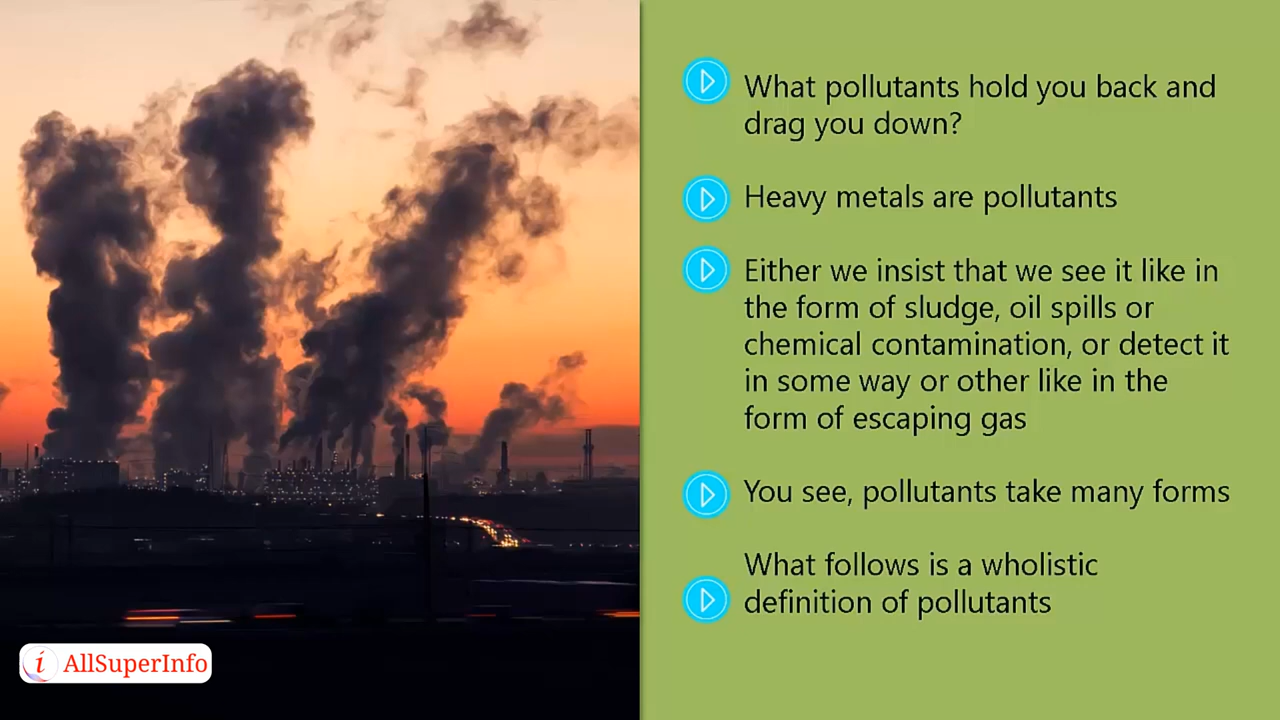 What pollutants hold you back and
drag you down?
Heavy metals are pollutants
Either we insist that we see it like in
the form of sludge, oil spills or
chemical contamination, or detect it
in some way or other like in the
form of escaping gas
You see, pollutants take many forms
What follows is a wholistic
definition of pollutants
i AllSuperInfo